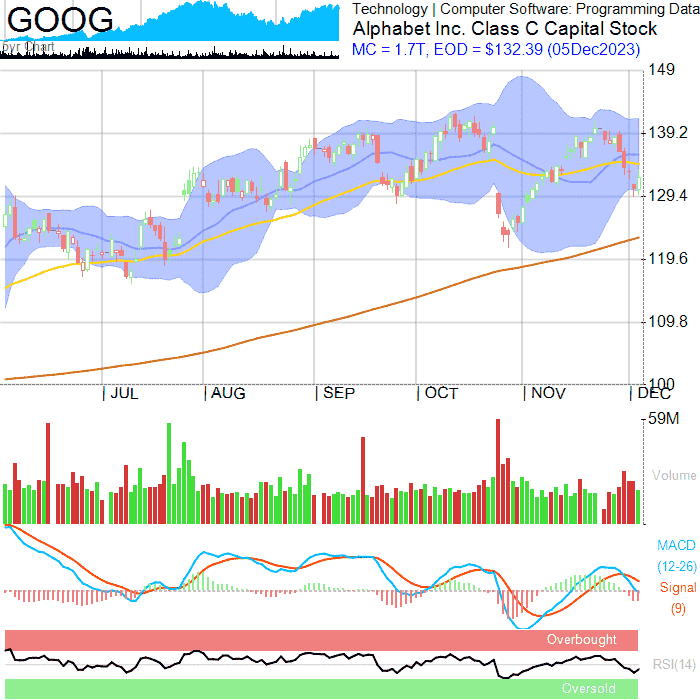 GOOG
5yr Chart
Technology | Computer Software: Programming Data
Alphabet Inc. Class C Capital Stock
MC = 1.7T, EOD = $132.39 (05Dec2023)
149
139.2
129.4
119.6
109.8
100
| JUL | AUG | SEP | OCT | NOV | DEC
59M
Volume
MACD
(12-26)
Signal
(9)
Overbought
RSI(14)
Oversold